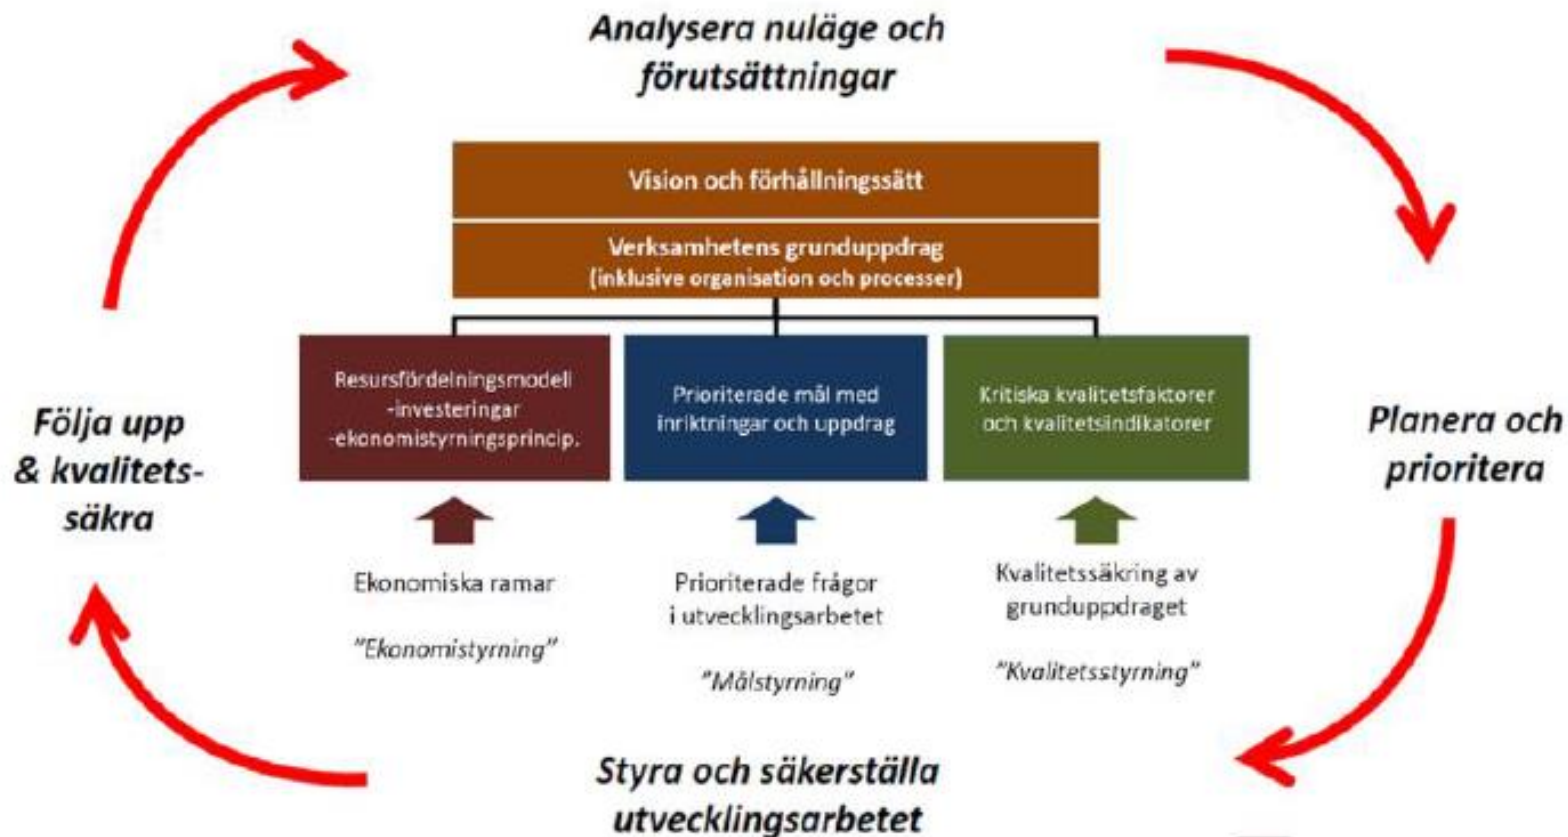 Analysera nuläge och
förutsättningar
Vision och förhållningssätt
Verksamhetens grunduppdrag
(inklusive organisation och processer)
Resursfördelningsmodell
-investeringar
-ekonomistyrningsprincip.
Prioriterade mål med
inriktningar och uppdrag
Kritiska kvalitetsfaktorer
och kvalitetsindikatorer
Följa upp
& kvalitets-
säkra
Planera och
prioritera
Ekonomiska ramar
"Ekonomistyrning"
Prioriterade frågor
i utvecklingsarbetet
"Målstyrning"
Kvalitetssäkring av
grunduppdraget
"Kvalitetsstyrning"
Styra och säkerställa
utvecklingsarbetet